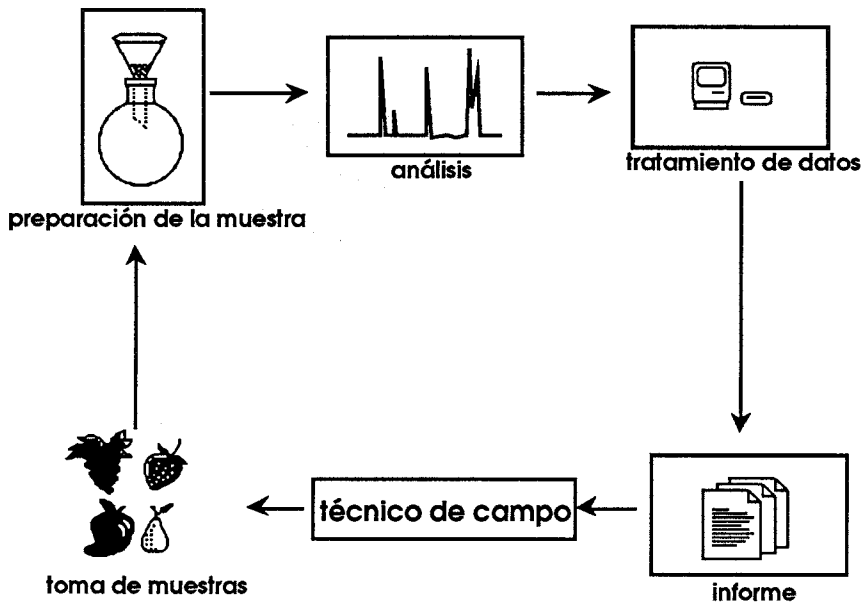 preparación de la muestra
análisis
tratamiento de datos
técnico de campo
toma de muestras
informe